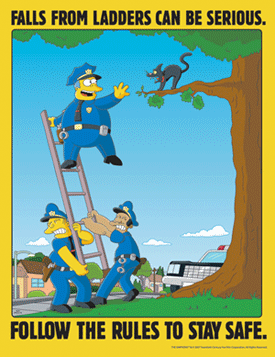 FALLS FROM LADDERS CAN BE SERIOUS.
FOLLOW THE RULES TO STAY SAFE.